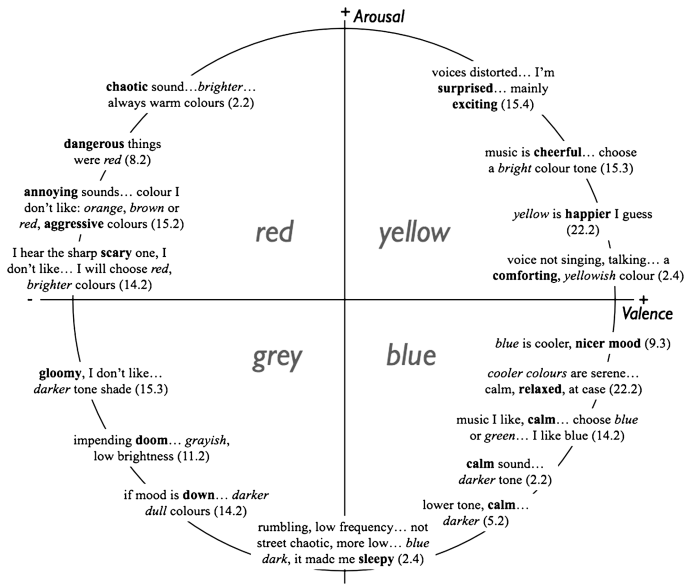 + Arousal
voices distorted… I'm
surprised… mainly
exciting (15.4)
chaotic sound…brighter…
always warm colours (2.2)
dangerous things
were red (8.2)
music is cheerful… choose
a bright colour tone (15.3)
annoying sounds… colour I
don't like: orange, brown or
red, aggressive colours (15.2)
yellow is happier I guess
(22.2)
red
yellow
I hear the sharp scary one, I
don't like… I will choose red,
brighter colours (14.2)
voice not singing, talking… a
comforting, yellowish colour (2.4)
-
+
Valence
grey
blue
blue is cooler, nicer mood (9.3)
gloomy, I don't like…
darker tone shade (15.3)
cooler colours are serene…
calm, relaxed, at case (22.2)
music I like, calm… choose blue
or green… I like blue (14.2)
impending doom… grayish,
low brightness (11.2)
calm sound…
darker tone (2.2)
if mood is down… darker
dull colours (14.2)
lower tone, calm…
darker (5.2)
rumbling, low frequency… not
street chaotic, more low… blue
dark, it made me sleepy (2.4)